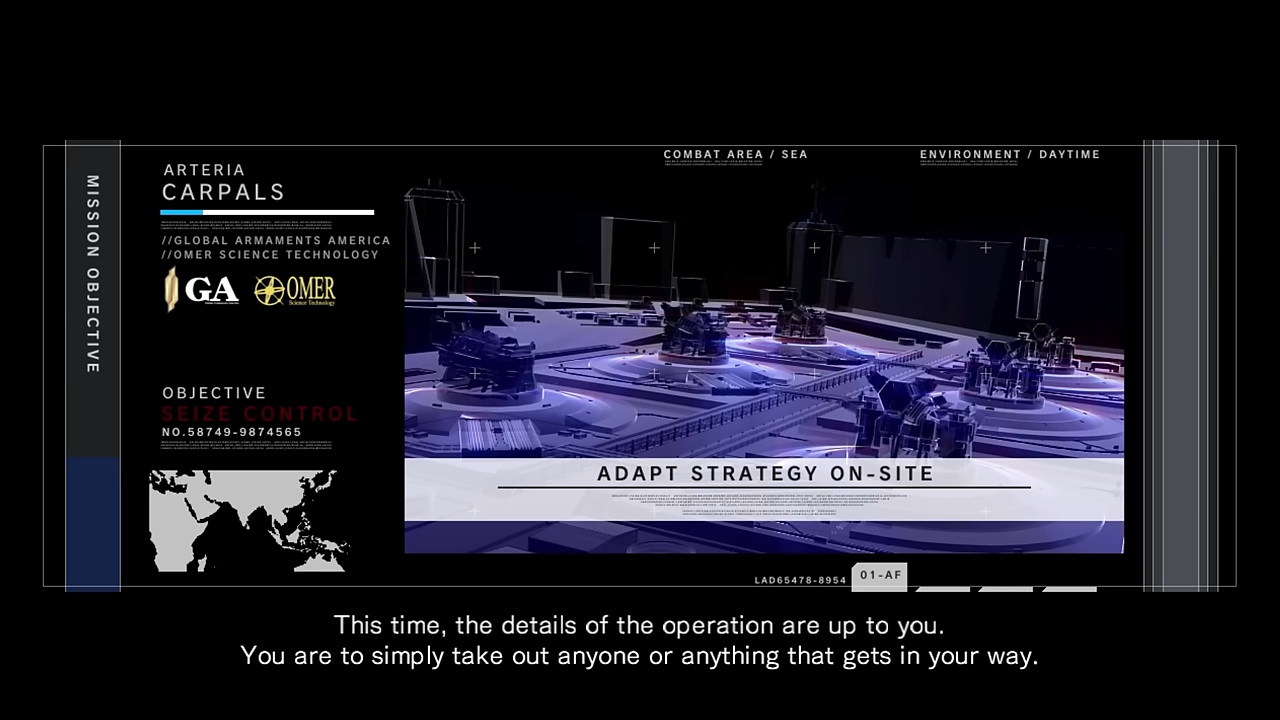 MISSION OBJECTIVE
ARTERIA
CARPALS
//GLOBAL ARMAMENTS AMERICA
//OMER SCIENCE TECHNOLOGY
GA
OMER
Science Technology
OBJECTIVE
SEIZE CONTROL
NO.58749-9874565
COMBAT AREA / SEA
ENVIRONMENT / DAYTIME
ADAPT STRATEGY ON-SITE
LAD65478-8954
01-AF
This time, the details of the operation are up to you.
You are to simply take out anyone or anything that gets in your way.